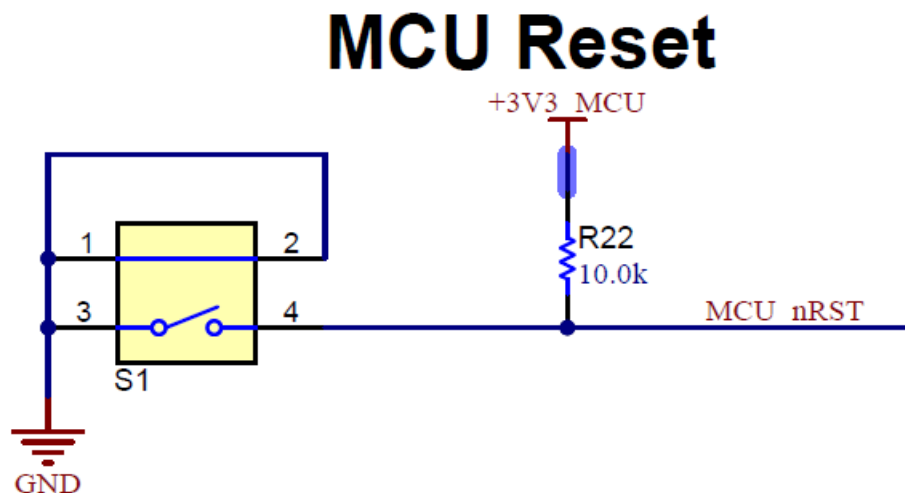 MCU Reset
+3V3_MCU
1
2
R22
10.0k
3
4
MCU_nRST
S1
GND